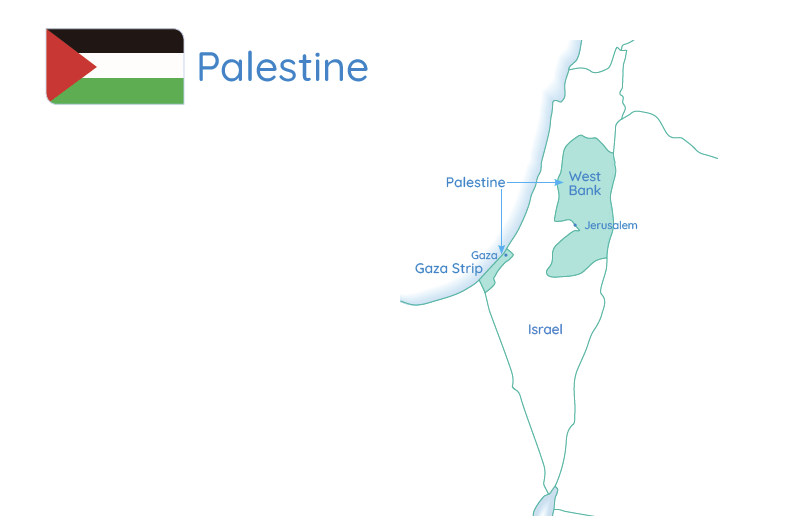 Palestine
Palestine
West
Bank
Jerusalem
Gaza
Gaza Strip
Israel